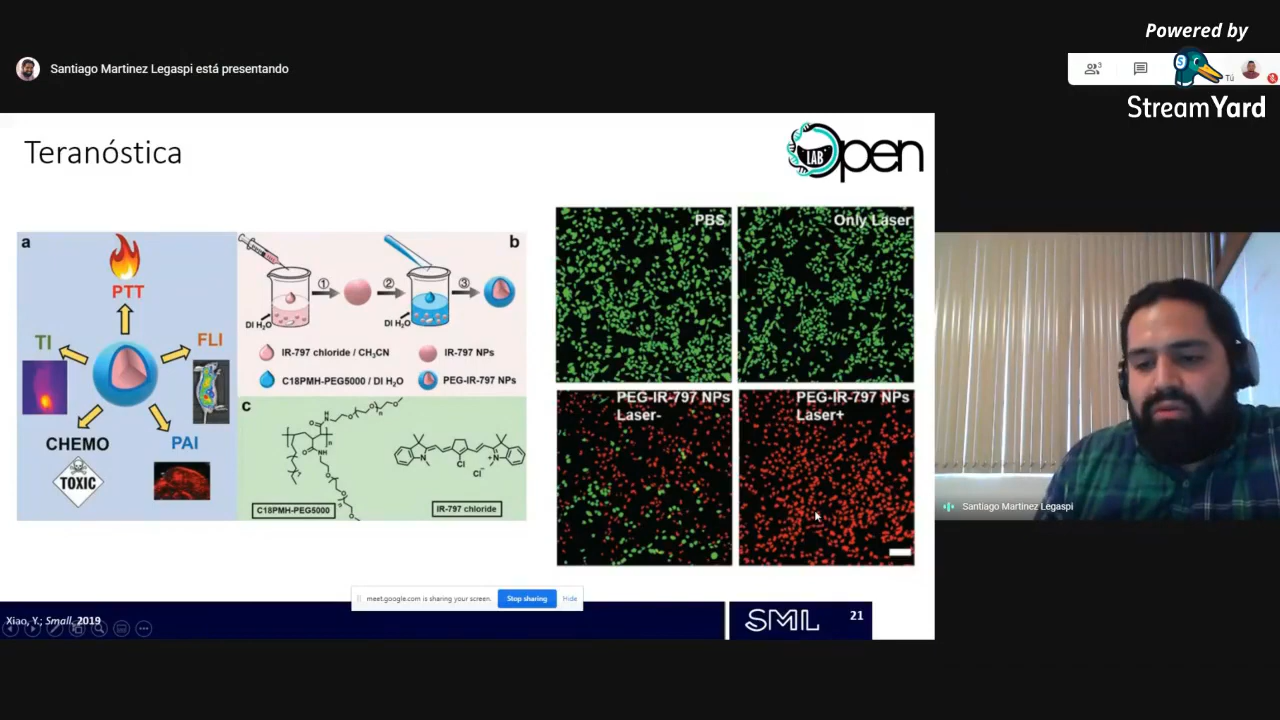 Powered by
StreamYard
Santiago Martinez Legaspi está presentando
3
Tú
Teranóstica
LAB
Open
a
PTT
TI
FLI
CHEMO
PAI
TOXIC
b
①
②
③
DI H₂O
DI H₂O
IR-797 chloride / CH₃CN
IR-797 NPs
C18PMH-PEG5000 / DI H₂O
PEG-IR-797 NPs
c
C18PMH-PEG5000
IR-797 chloride
PBS
Only Laser
PEG-IR-797 NPs
Laser-
PEG-IR-797 NPs
Laser+
Santiago Martinez Legaspi
meet.google.com is sharing your screen.
Stop sharing
Hide
Xiao, Y.; Small, 2019
SML
21